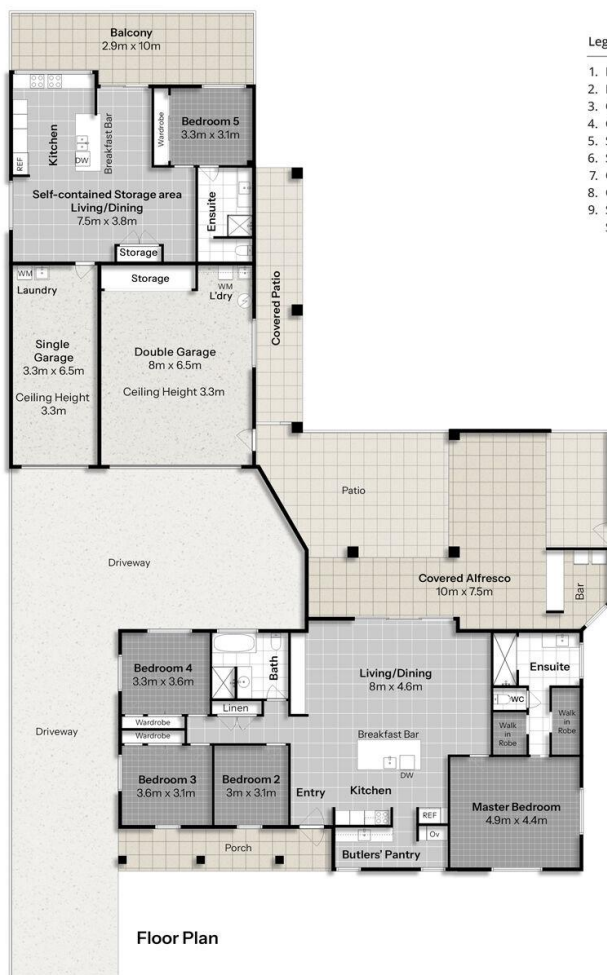 Balcony
2.9m x 10m
Kitchen
REF
DW
Breakfast Bar
Wardrobe
Bedroom 5
3.3m x 3.1m
Self-contained Storage area
Living/Dining
7.5m x 3.8m
Ensuite
Storage
WM
Laundry
Storage
WM
L'dry
Single
Garage
3.3m x 6.5m
Ceiling Height
3.3m
Double Garage
8m x 6.5m
Ceiling Height 3.3m
Covered Patio
Patio
Driveway
Covered Alfresco
10m x 7.5m
Bar
Bedroom 4
3.3m x 3.6m
Bath
Linen
Wardrobe
Wardrobe
Living/Dining
8m x 4.6m
Ensuite
WC
Walk
in
Robe
Walk
in
Robe
Driveway
Breakfast Bar
DW
Kitchen
Entry
REF
Ov
Bedroom 3
3.6m x 3.1m
Bedroom 2
3m x 3.1m
Master Bedroom
4.9m x 4.4m
Porch
Butlers' Pantry
Floor Plan
Leg
1.
2.
3.
4.
5. S
6. S
7.
8.
9. S